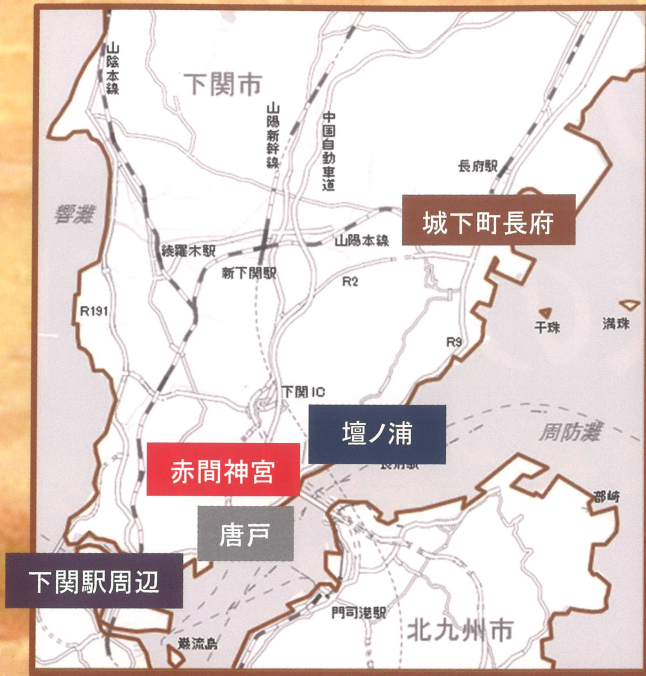 山陰本線
下関市
山陽新幹線
中国自動車道
長府駅
響灘
城下町長府
綾羅木駅
山陽本線
新下関駅
R2
R191
干珠
満珠
R9
下関IC
壇ノ浦
周防灘
長府駅
赤間神宮
部崎
唐戸
下関駅周辺
門司港駅
北九州市
巌流島